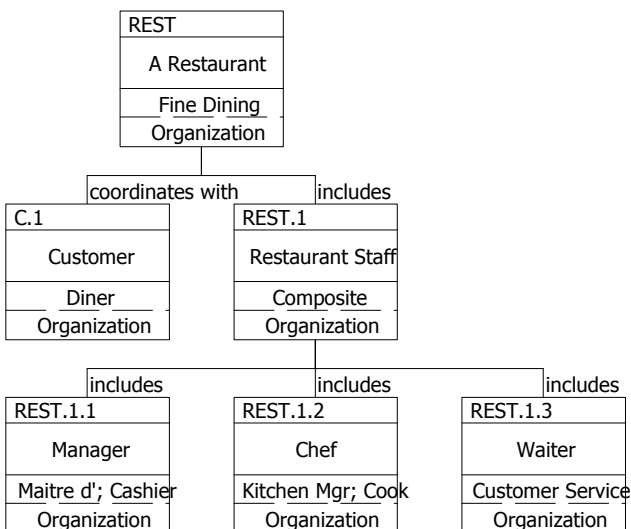 REST
A Restaurant
Fine Dining
Organization
coordinates with
includes
C.1
Customer
Diner
Organization
REST.1
Restaurant Staff
Composite
Organization
includes
includes
includes
REST.1.1
Manager
Maitre d'; Cashier
Organization
REST.1.2
Chef
Kitchen Mgr; Cook
Organization
REST.1.3
Waiter
Customer Service
Organization